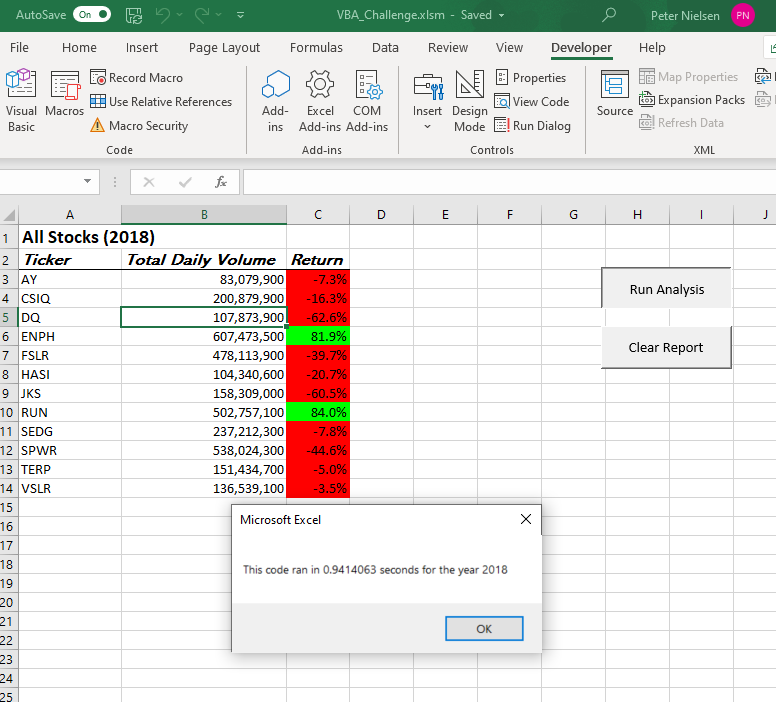 AutoSave On VBA_Challenge.xlsm - Saved Peter Nielsen PN
File Home Insert Page Layout Formulas Data Review View Developer Help
Visual Basic
Macros
Record Macro
Use Relative References
Macro Security
Code
Add-ins
Excel Add-ins
COM Add-ins
Add-ins
Insert
Design Mode
Properties
View Code
Run Dialog
Controls
Source
Map Properties
Expansion Packs
Refresh Data
XML
fx
A B C D E F G H I J
1 All Stocks (2018)
2 Ticker Total Daily Volume Return
3 AY 83,079,900 -7.3%
4 CSIQ 200,879,900 -16.3%
5 DQ 107,873,900 -62.6%
6 ENPH 607,473,500 81.9%
7 FSLR 478,113,900 -39.7%
8 HASI 104,340,600 -20.7%
9 JKS 158,309,000 -60.5%
10 RUN 502,757,100 84.0%
11 SEDG 237,212,300 -7.8%
12 SPWR 538,024,300 -44.6%
13 TERP 151,434,700 -5.0%
14 VSLR 136,539,100 -3.5%
15
16
17
18
19
20
21
22
23
24
25
Run Analysis
Clear Report
Microsoft Excel
This code ran in 0.9414063 seconds for the year 2018
OK